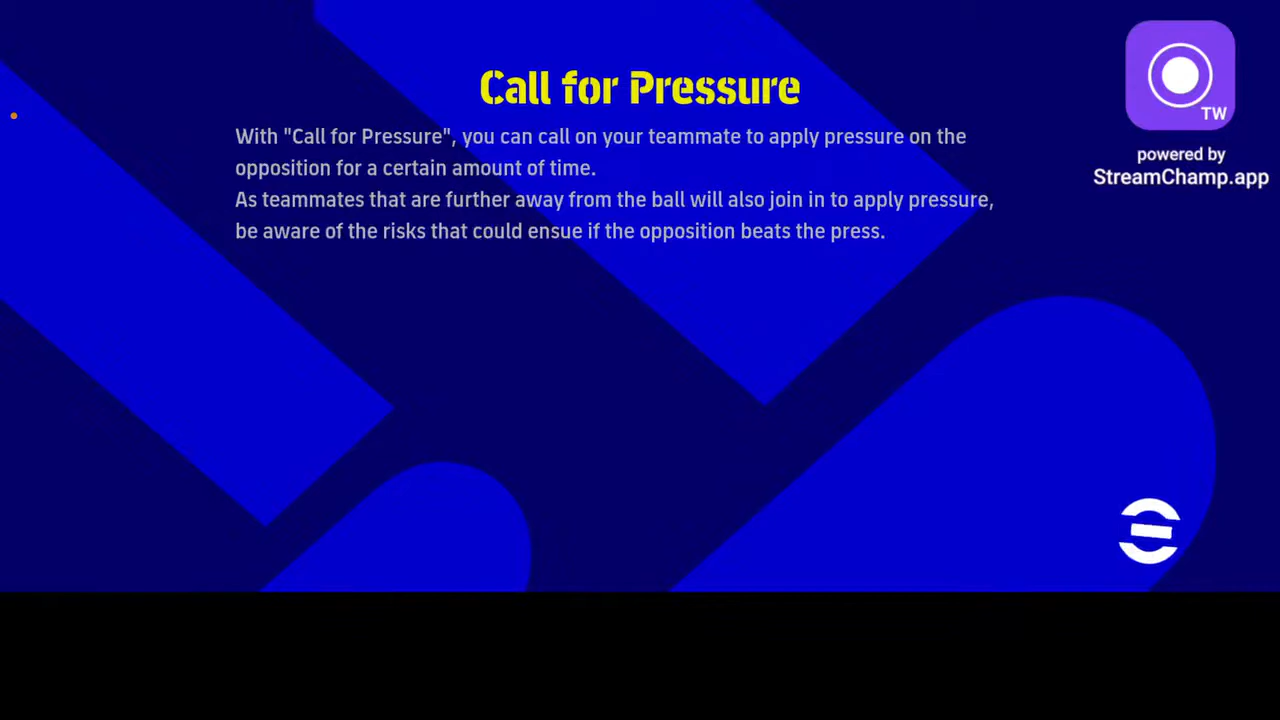 Call for Pressure
With "Call for Pressure", you can call on your teammate to apply pressure on the
opposition for a certain amount of time.
As teammates that are further away from the ball will also join in to apply pressure,
be aware of the risks that could ensue if the opposition beats the press.
TW
powered by
StreamChamp.app